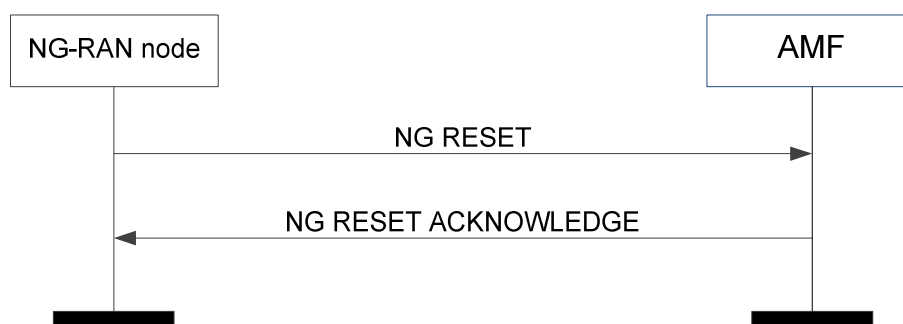 NG-RAN node
AMF
NG RESET
NG RESET ACKNOWLEDGE